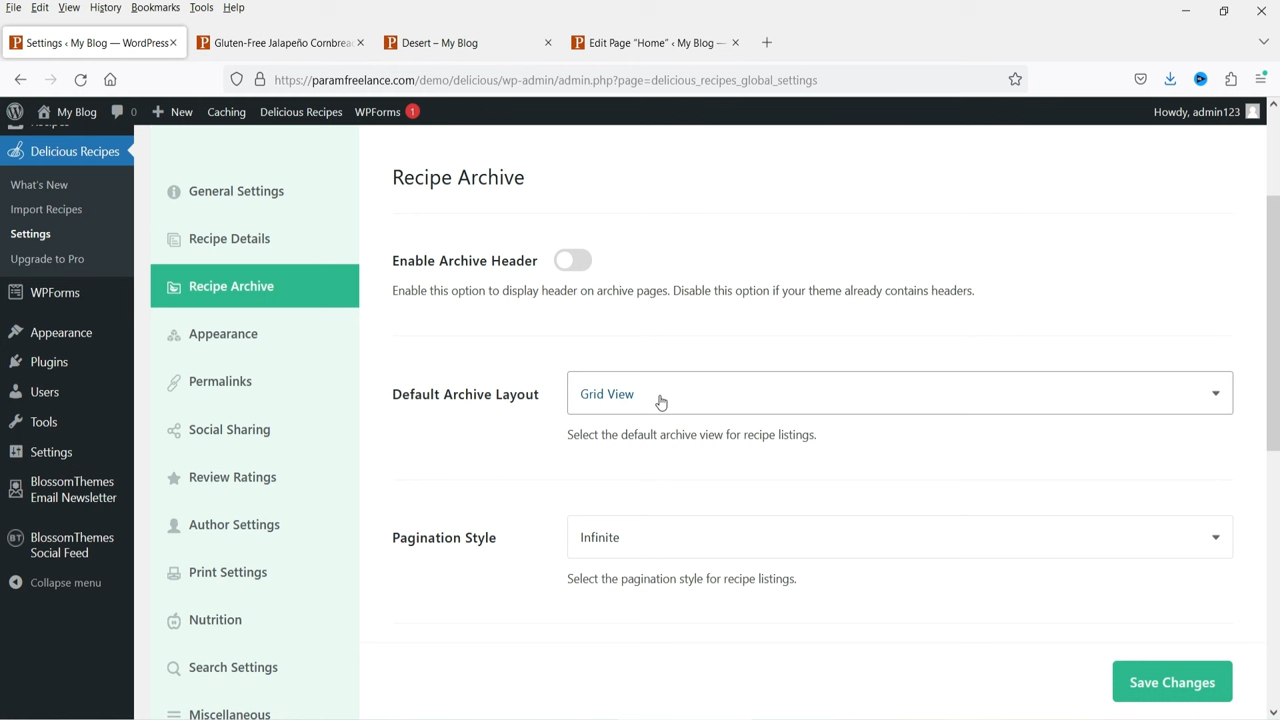 File Edit View History Bookmarks Tools Help
Settings ‹ My Blog — WordPress
Gluten-Free Jalapeño Cornbread
Desert – My Blog
Edit Page “Home” ‹ My Blog —
https://paramfreelance.com/demo/delicious/wp-admin/admin.php?page=delicious_recipes_global_settings
My Blog 0 New Caching Delicious Recipes WPForms 1 Howdy, admin123
Delicious Recipes
What's New
Import Recipes
Settings
Upgrade to Pro
WPForms
Appearance
Plugins
Users
Tools
Settings
BlossomThemes
Email Newsletter
BlossomThemes
Social Feed
Collapse menu
General Settings
Recipe Details
Recipe Archive
Appearance
Permalinks
Social Sharing
Review Ratings
Author Settings
Print Settings
Nutrition
Search Settings
Miscellaneous
Recipe Archive
Enable Archive Header
Enable this option to display header on archive pages. Disable this option if your theme already contains headers.
Default Archive Layout
Grid View
Select the default archive view for recipe listings.
Pagination Style
Infinite
Select the pagination style for recipe listings.
Save Changes